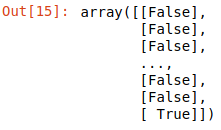 Out[15]: array([[False],
[False],
[False],
...,
[False],
[False],
[ True]])